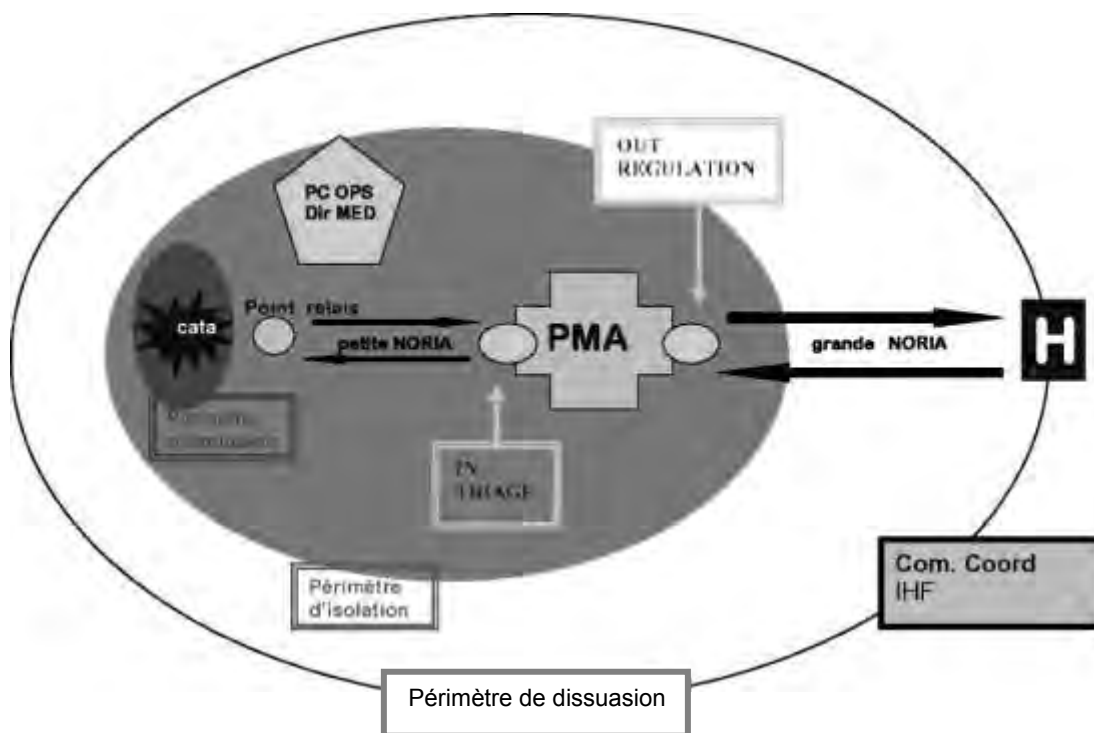 OUT
REGULATION
PC OPS
Dir MED
Point relais
cata
petite NORIA
PMA
grande NORIA
H
IN
TRIAGE
Périmètre
d'isolation
Com. Coord
IHF
Périmètre de dissuasion